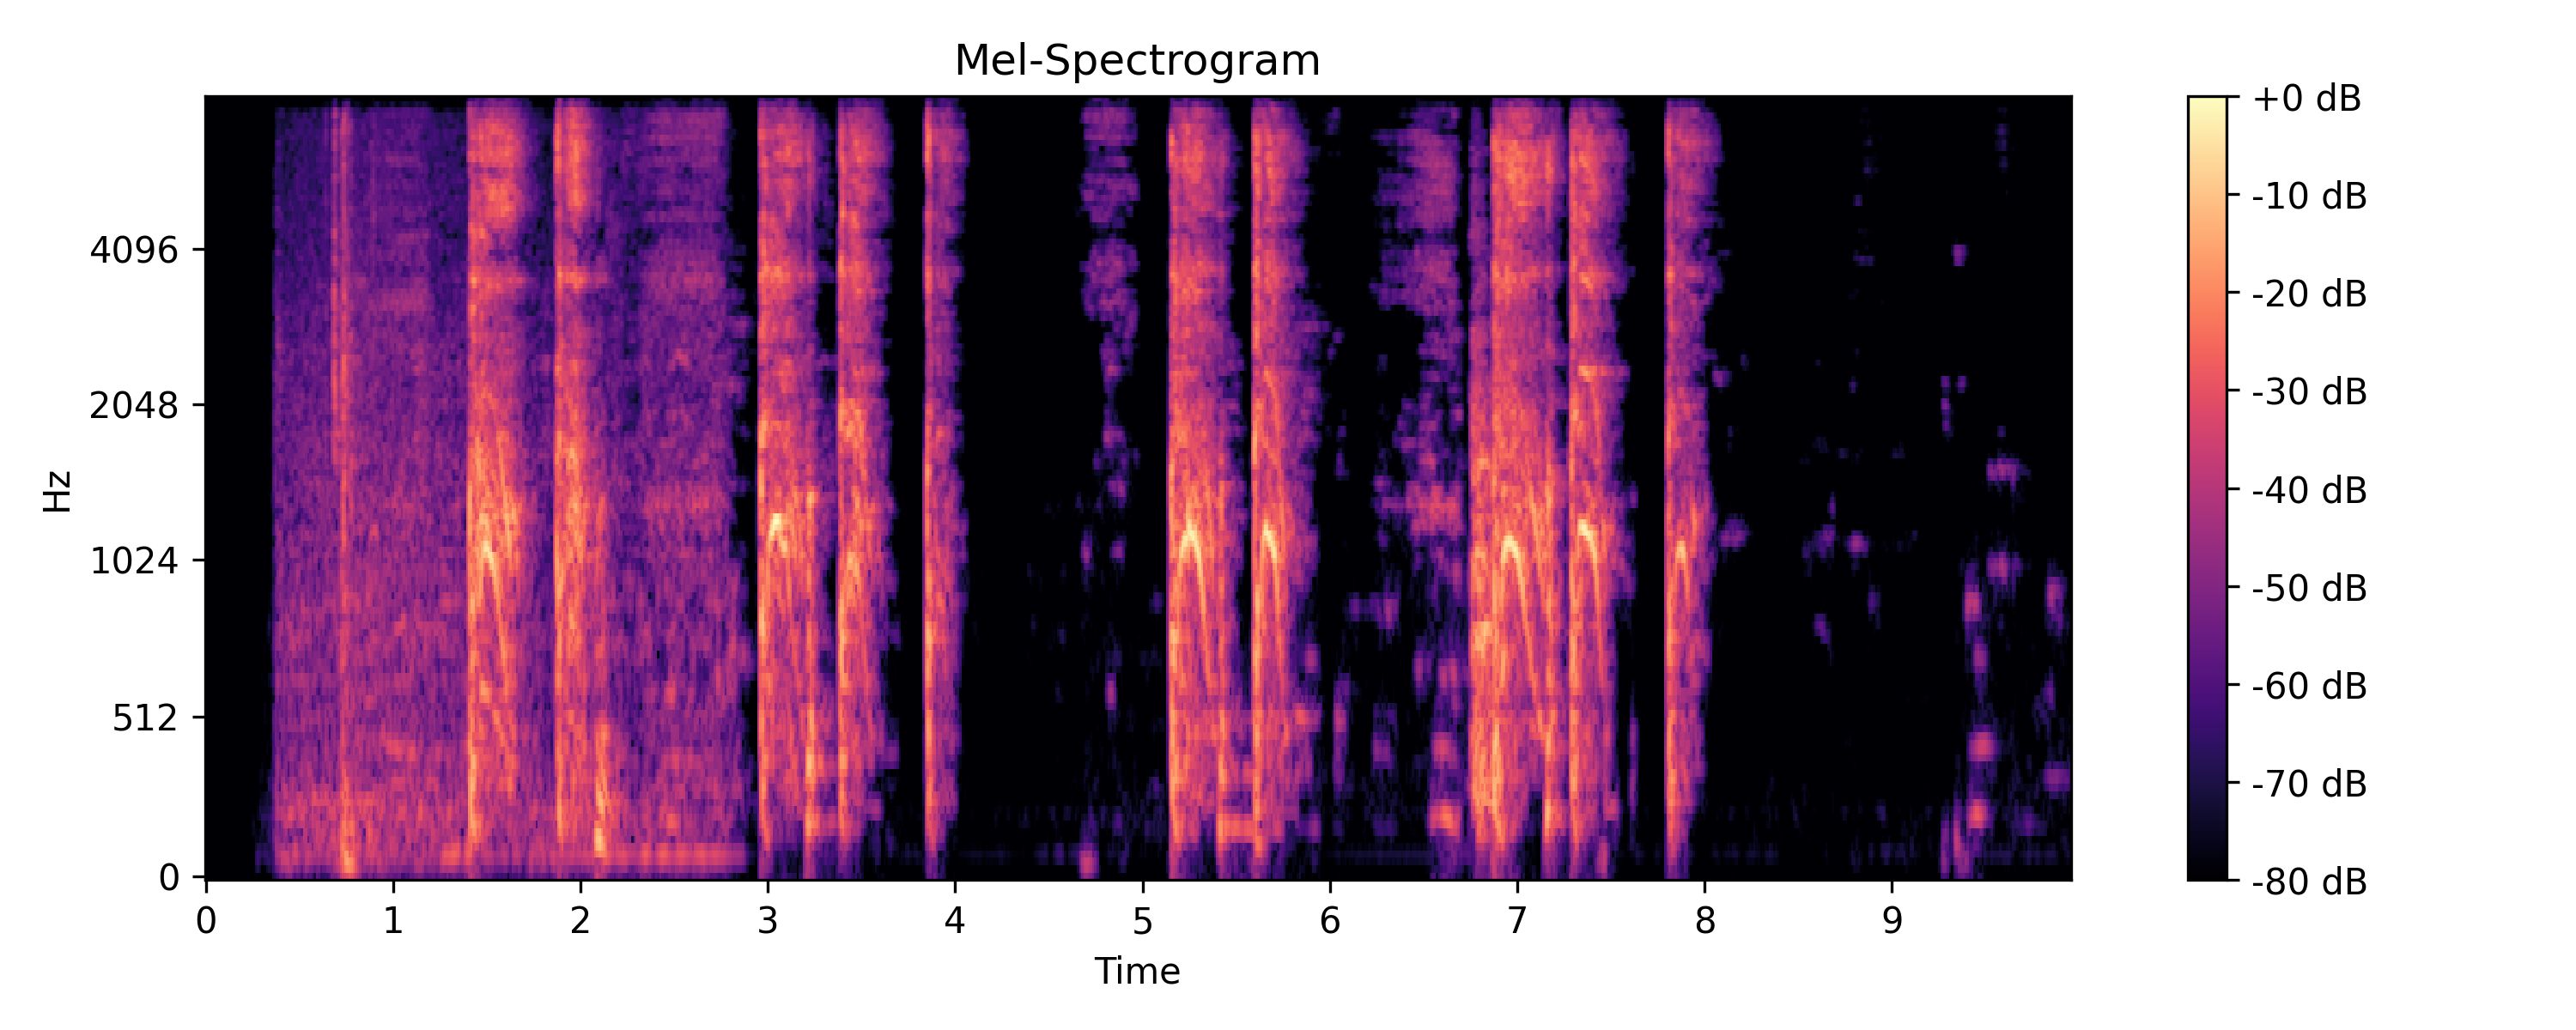 Mel-Spectrogram
Hz
4096
2048
1024
512
0
0 1 2 3 4 5 6 7 8 9
Time
+0 dB
-10 dB
-20 dB
-30 dB
-40 dB
-50 dB
-60 dB
-70 dB
-80 dB